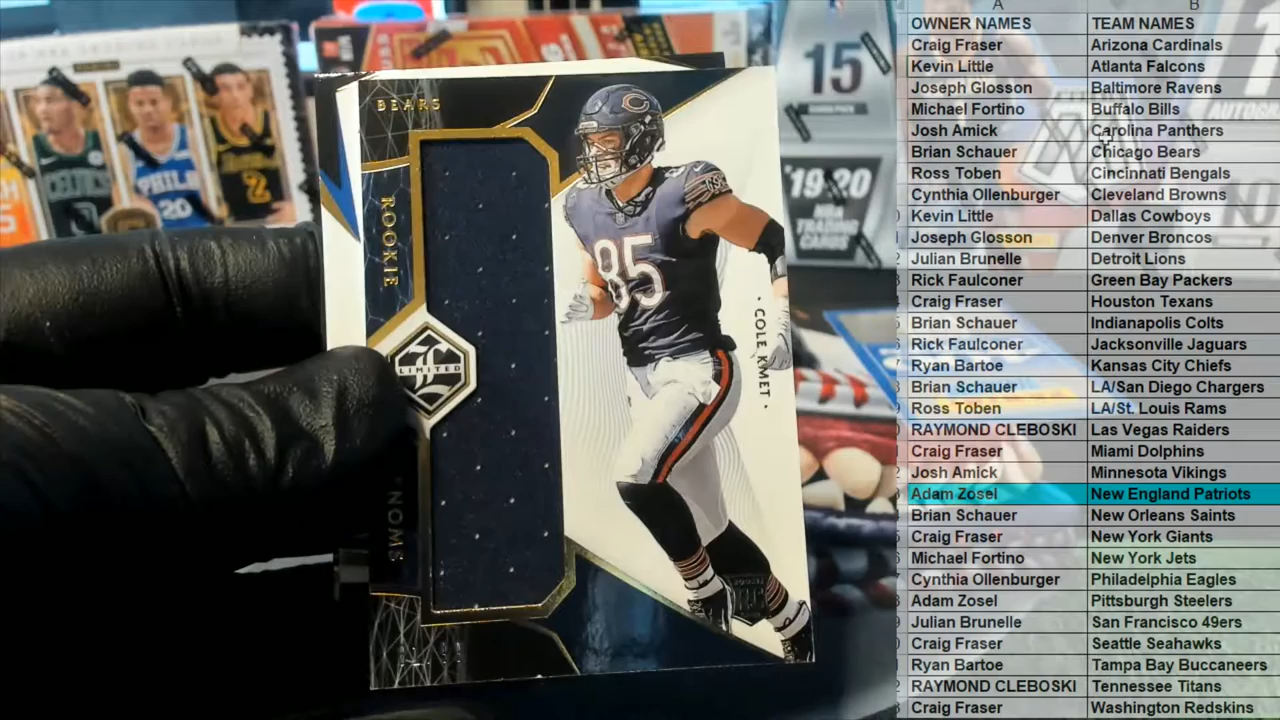 BEARS
ROOKIE
LIMITED
85
COLE KMET
CELTICS
PHILA
20
2
15
'19-20
NBA
TRADING
CARDS
A B
OWNER NAMES TEAM NAMES
Craig Fraser Arizona Cardinals
Kevin Little Atlanta Falcons
Joseph Glosson Baltimore Ravens
Michael Fortino Buffalo Bills
Josh Amick Carolina Panthers
Brian Schauer Chicago Bears
Ross Toben Cincinnati Bengals
Cynthia Ollenburger Cleveland Browns
Kevin Little Dallas Cowboys
Joseph Glosson Denver Broncos
Julian Brunelle Detroit Lions
Rick Faulconer Green Bay Packers
Craig Fraser Houston Texans
Brian Schauer Indianapolis Colts
Rick Faulconer Jacksonville Jaguars
Ryan Bartoe Kansas City Chiefs
Brian Schauer LA/San Diego Chargers
Ross Toben LA/St. Louis Rams
RAYMOND CLEBOSKI Las Vegas Raiders
Craig Fraser Miami Dolphins
Josh Amick Minnesota Vikings
Adam Zosel New England Patriots
Brian Schauer New Orleans Saints
Craig Fraser New York Giants
Michael Fortino New York Jets
Cynthia Ollenburger Philadelphia Eagles
Adam Zosel Pittsburgh Steelers
Julian Brunelle San Francisco 49ers
Craig Fraser Seattle Seahawks
Ryan Bartoe Tampa Bay Buccaneers
RAYMOND CLEBOSKI Tennessee Titans
Craig Fraser Washington Redskins